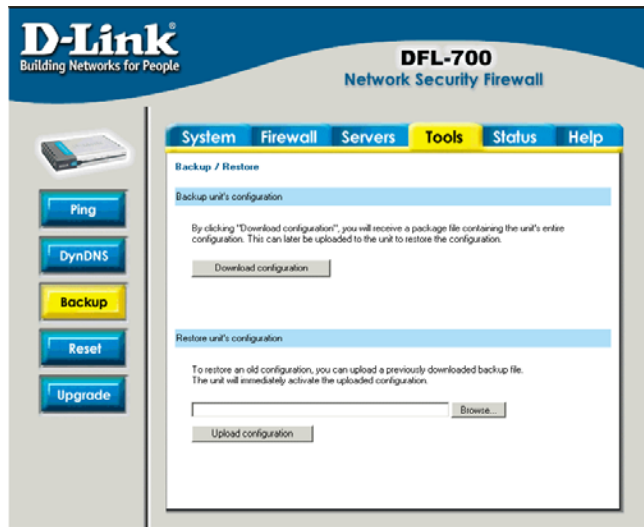 D-Link
Building Networks for People
DFL-700
Network Security Firewall
System Firewall Servers Tools Status Help
Ping
DynDNS
Backup
Reset
Upgrade
Backup / Restore
Backup unit's configuration
By clicking "Download configuration", you will receive a package file containing the unit's entire
configuration. This can later be uploaded to the unit to restore the configuration.
Download configuration
Restore unit's configuration
To restore an old configuration, you can upload a previously downloaded backup file.
The unit will immediately activate the uploaded configuration.
Browse...
Upload configuration